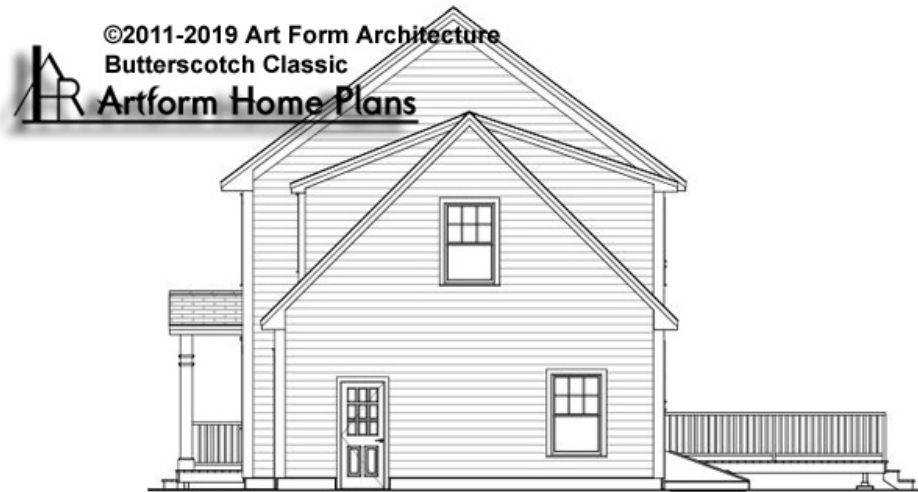 ©2011-2019 Art Form Architecture
Butterscotch Classic
Artform Home Plans